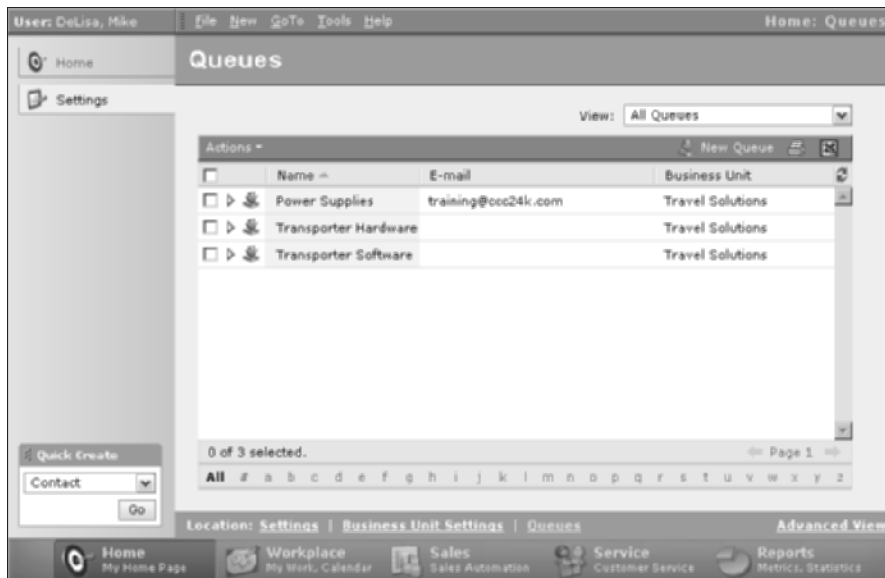 User: DeLisa, Mike
File New GoTo Tools Help
Home: Queues
Home
Settings
Queues
View: All Queues
Actions
New Queue
Name E-mail Business Unit
Power Supplies training@ccc24k.com Travel Solutions
Transporter Hardware Travel Solutions
Transporter Software Travel Solutions
0 of 3 selected.
Page 1
All # a b c d e f g h i j k l m n o p q r s t u v w x y z
Quick Create
Contact
Go
Location: Settings | Business Unit Settings | Queues
Advanced View
Home
My Home Page
Workplace
My Work, Calendar
Sales
Sales Automation
Service
Customer Service
Reports
Metrics, Statistics